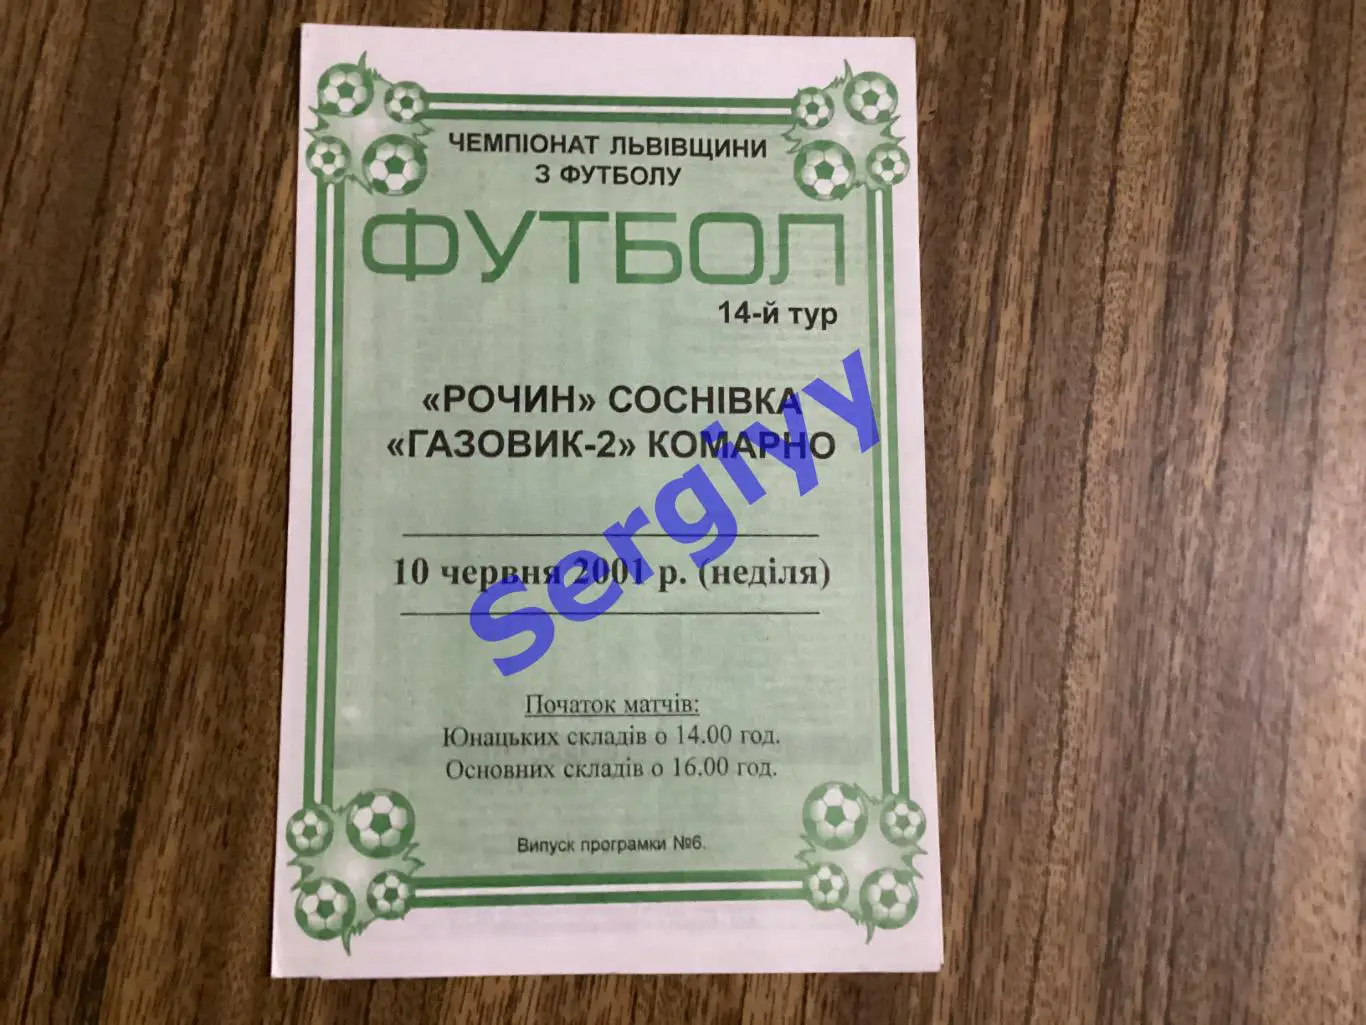 ЧЕМПІОНАТ ЛЬВІВЩИНИ
З ФУТБОЛУ
ФУТБОЛ
14-й тур
«РОЧИН» СОСНІВКА
«ГАЗОВИК-2» КОМАРНО
10 червня 2001 р. (неділя)
Sergiyy
Початок матчів:
Юнацьких складів о 14.00 год.
Основних складів о 16.00 год.
Випуск програмки №6.